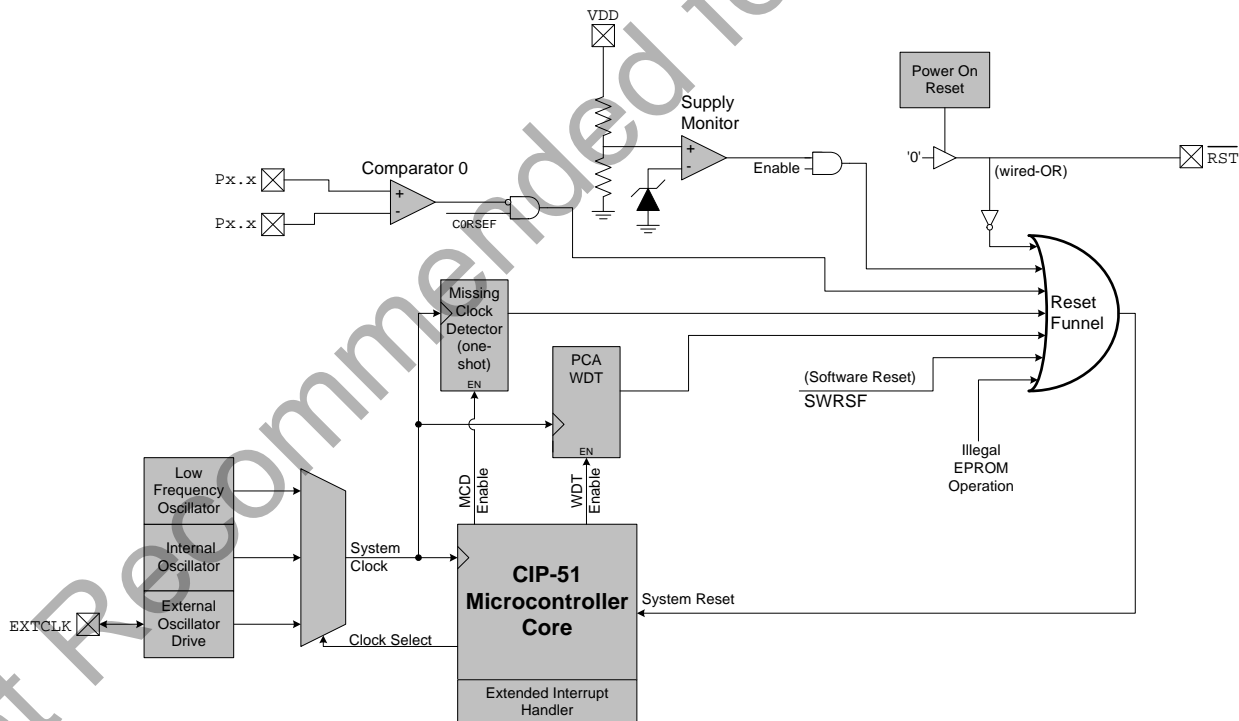 VDD
Power On
Reset
Supply
Monitor
'0'
RST
(wired-OR)
Enable
Comparator 0
Px.x
+
-
Px.x
+
-
C0RSEF
Missing
Clock
Detector
(one-
shot)
EN
Reset
Funnel
PCA
WDT
EN
(Software Reset)
SWRSF
Illegal
EPROM
Operation
MCD
Enable
WDT
Enable
Low
Frequency
Oscillator
Internal
Oscillator
External
Oscillator
Drive
EXTCLK
System
Clock
Clock Select
CIP-51
Microcontroller
Core
System Reset
Extended Interrupt
Handler
Recommended